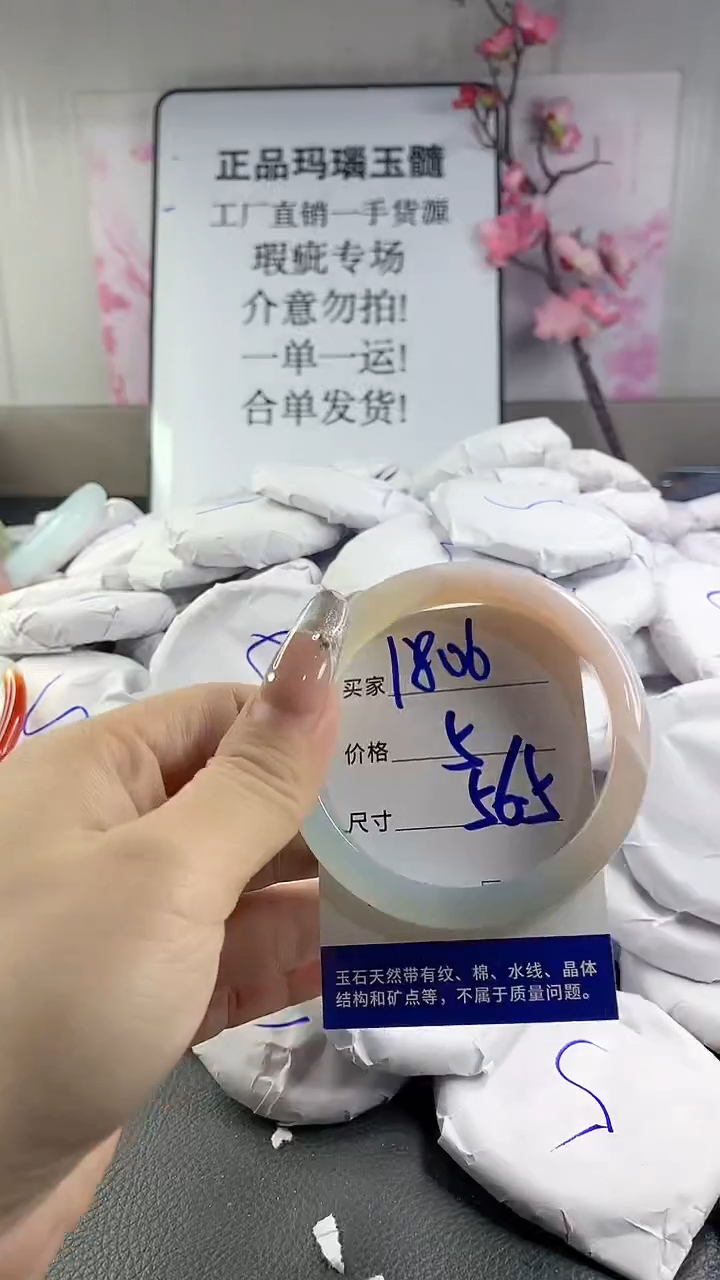 正品玛瑙玉髓
工厂直销一手货源
瑕疵专场
介意勿拍!
一单一运!
合单发货!
买家 1806
价格 5
尺寸 565
玉石天然带有纹、棉、水线、晶体
结构和矿点等，不属于质量问题。
5